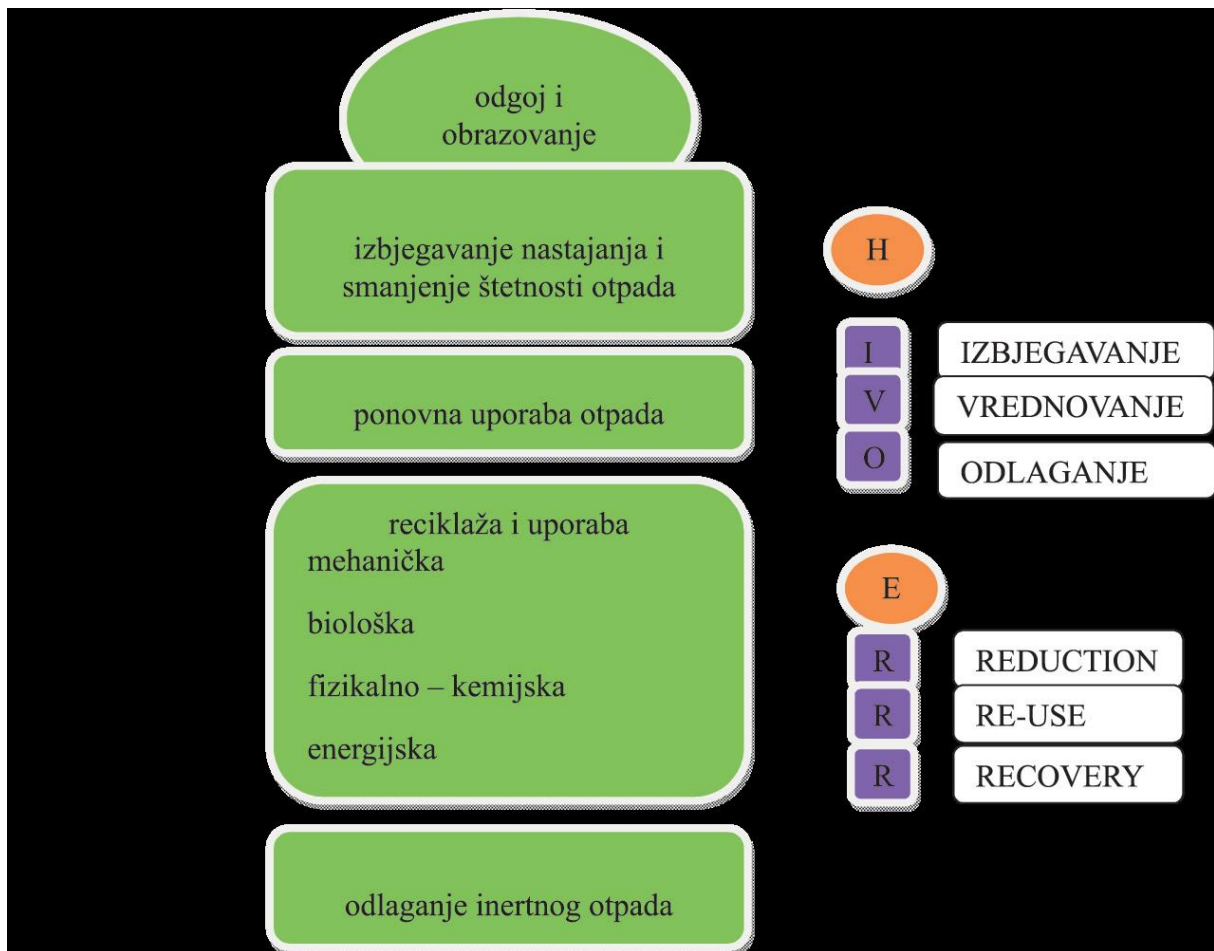 odgoj i
obrazovanje
izbjegavanje nastajanja i
smanjenje štetnosti otpada
ponovna uporaba otpada
reciklaža i uporaba
mehanička
biološka
fizikalno – kemijska
energijska
odlaganje inertnog otpada
H
I IZBJEGAVANJE
V VREDNOVANJE
O ODLAGANJE
E
R REDUCTION
R RE-USE
R RECOVERY